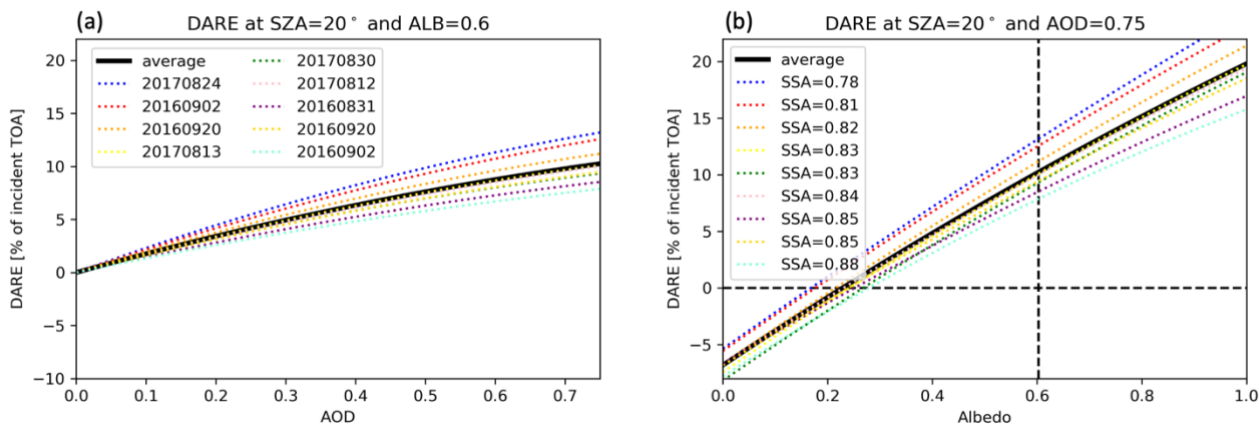 (a)
DARE at SZA=20° and ALB=0.6
DARE [% of incident TOA]
20
15
10
5
0
−5
−10
average
20170824
20160902
20160920
20170813
20170830
20170812
20160831
20160920
20160902
0.0 0.1 0.2 0.3 0.4 0.5 0.6 0.7
AOD
(b)
DARE at SZA=20° and AOD=0.75
DARE [% of incident TOA]
20
15
10
5
0
−5
average
SSA=0.78
SSA=0.81
SSA=0.82
SSA=0.83
SSA=0.83
SSA=0.84
SSA=0.85
SSA=0.85
SSA=0.88
0.0 0.2 0.4 0.6 0.8 1.0
Albedo